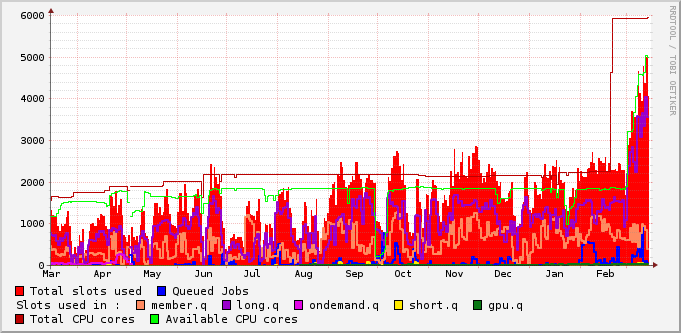 6000
5000
4000
3000
2000
1000
0
Mar Apr May Jun Jul Aug Sep Oct Nov Dec Jan Feb
Total slots used Queued Jobs
Slots used in : member.q long.q ondemand.q short.q gpu.q
Total CPU cores Available CPU cores
RRDTOOL / TOBI OETIKER